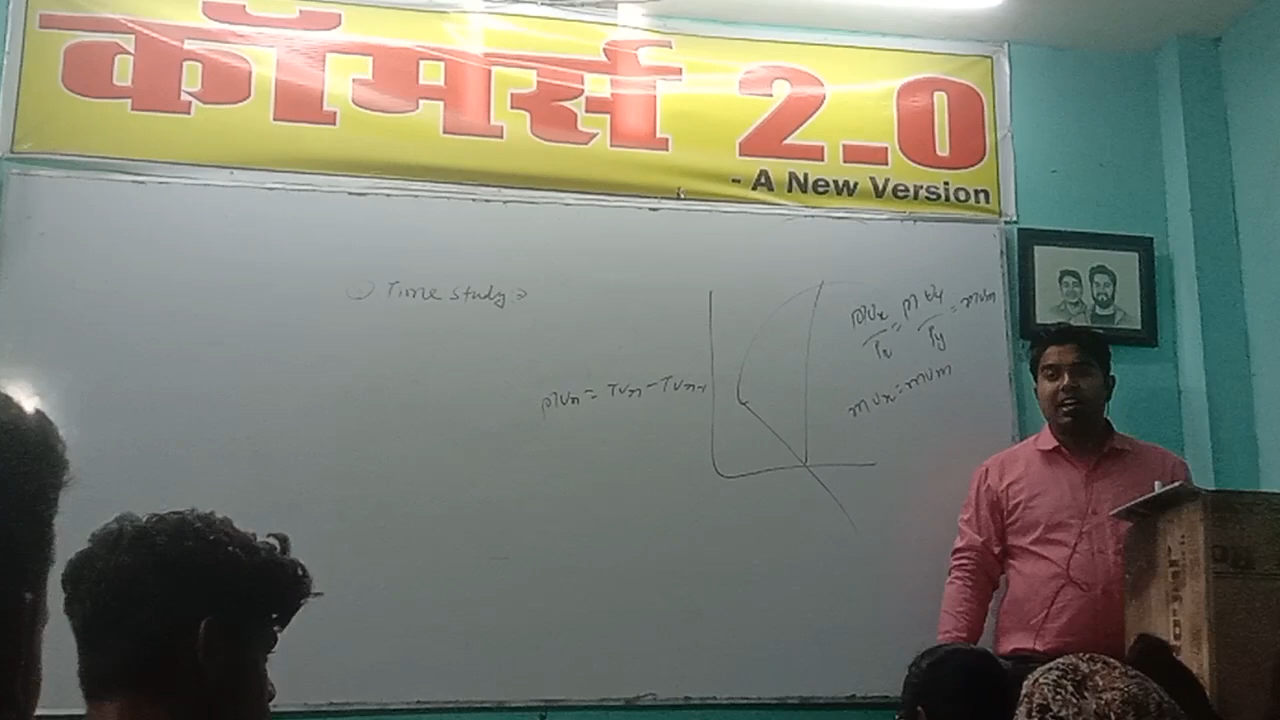 कॉमर्स 2.0
- A New Version
Time study
MUn = TUn - TUn-1
MUx / Px = MUy / Py = MUm
MUx = MUm